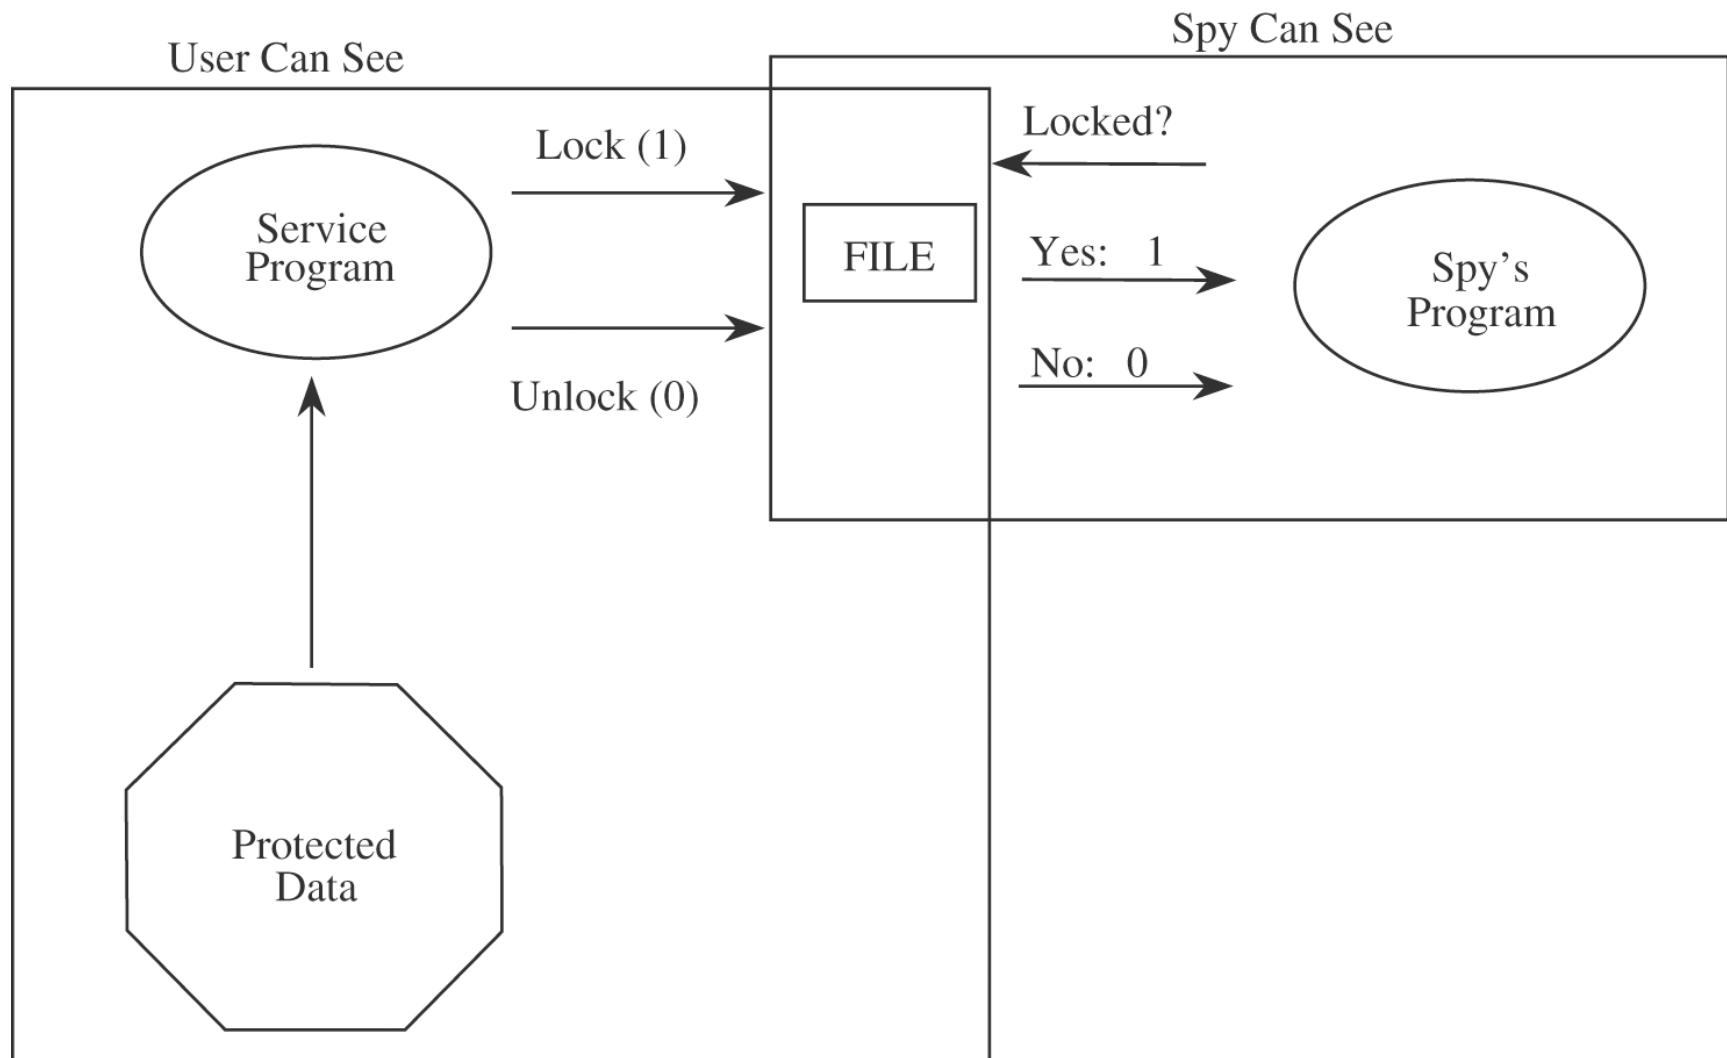 User Can See
Spy Can See
Lock (1)
Locked?
Service
Program
FILE
Yes: 1
Spy’s
Program
No: 0
Unlock (0)
Protected
Data